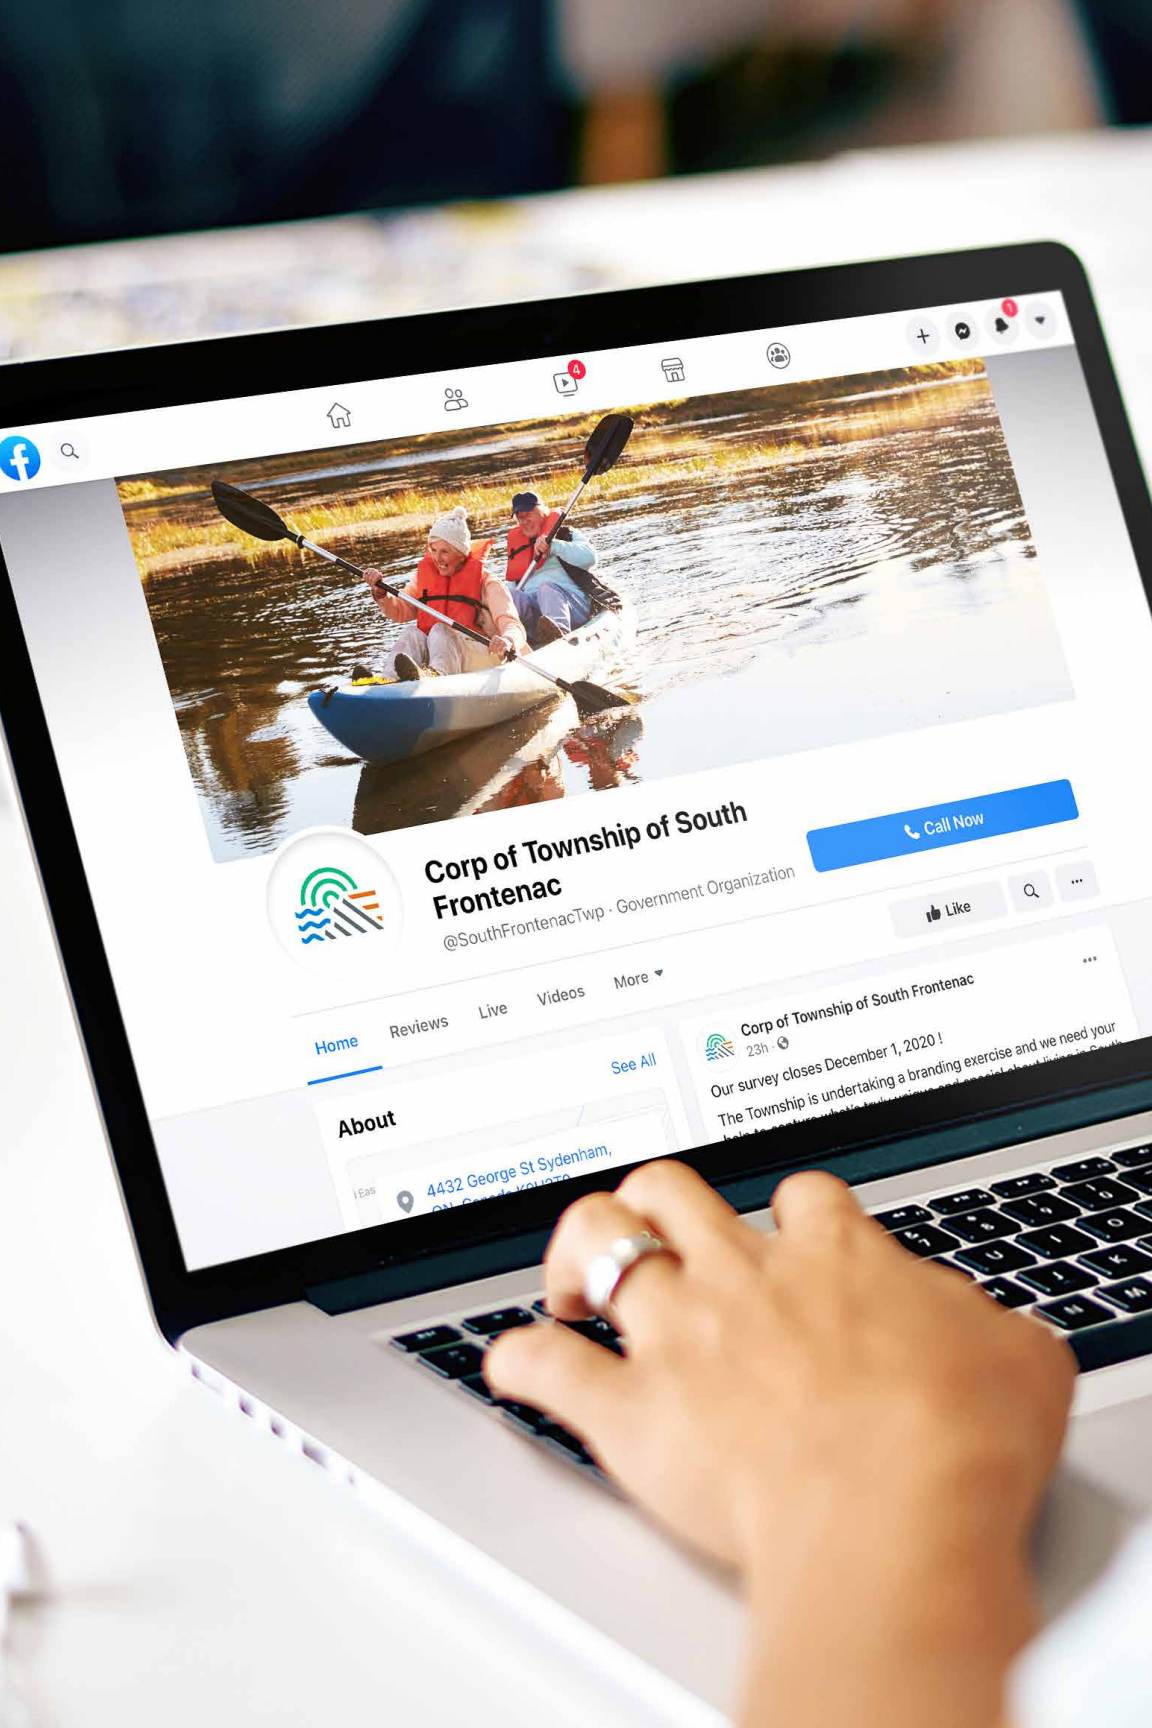 4
1
Corp of Township of South
Frontenac
@SouthFrontenacTwp · Government Organization
Call Now
Like
Home
Reviews
Live
Videos
More
About
See All
4432 George St Sydenham,
Corp of Township of South Frontenac
23h ·
Our survey closes December 1, 2020 !
The Township is undertaking a branding exercise and we need your